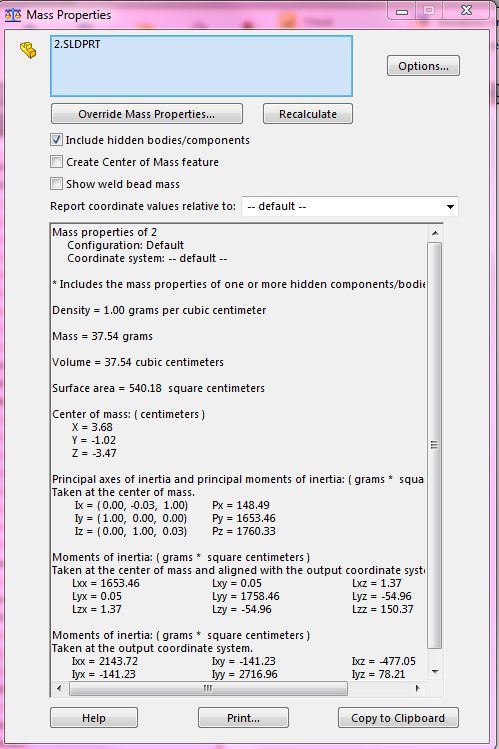 Mass Properties
2.SLDPRT
Options...
Override Mass Properties... Recalculate
Include hidden bodies/components
Create Center of Mass feature
Show weld bead mass
Report coordinate values relative to: -- default --
Mass properties of 2
Configuration: Default
Coordinate system: -- default --
* Includes the mass properties of one or more hidden components/bodie
Density = 1.00 grams per cubic centimeter
Mass = 37.54 grams
Volume = 37.54 cubic centimeters
Surface area = 540.18 square centimeters
Center of mass: ( centimeters )
X = 3.68
Y = -1.02
Z = -3.47
Principal axes of inertia and principal moments of inertia: ( grams * squa
Taken at the center of mass.
Ix = ( 0.00, -0.03, 1.00) Px = 148.49
Iy = ( 1.00, 0.00, 0.00) Py = 1653.46
Iz = ( 0.00, 1.00, 0.03) Pz = 1760.33
Moments of inertia: ( grams * square centimeters )
Taken at the center of mass and aligned with the output coordinate syste
Lxx = 1653.46 Lxy = 0.05 Lxz = 1.37
Lyx = 0.05 Lyy = 1758.46 Lyz = -54.96
Lzx = 1.37 Lzy = -54.96 Lzz = 150.37
Moments of inertia: ( grams * square centimeters )
Taken at the output coordinate system.
Ixx = 2143.72 Ixy = -141.23 Ixz = -477.05
Iyx = -141.23 Iyy = 2716.96 Iyz = 78.21
Help Print... Copy to Clipboard